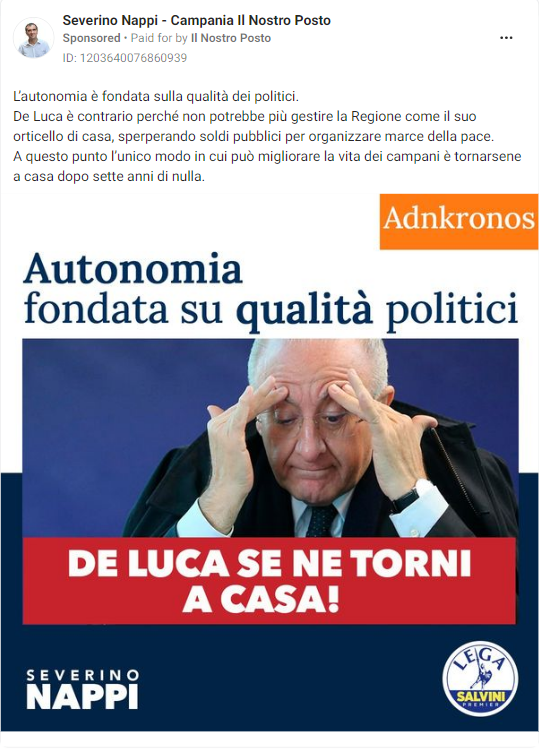 Severino Nappi - Campania Il Nostro Posto
Sponsored • Paid for by Il Nostro Posto
ID: 1203640076860939
L'autonomia è fondata sulla qualità dei politici.
De Luca è contrario perché non potrebbe più gestire la Regione come il suo
orticello di casa, sperperando soldi pubblici per organizzare marce della pace.
A questo punto l'unico modo in cui può migliorare la vita dei campani è tornarsene
a casa dopo sette anni di nulla.
Adnkronos
Autonomia
fondata su qualità politici
DE LUCA SE NE TORNI
A CASA!
SEVERINO
NAPPI
LEGA
SALVINI
PREMIER